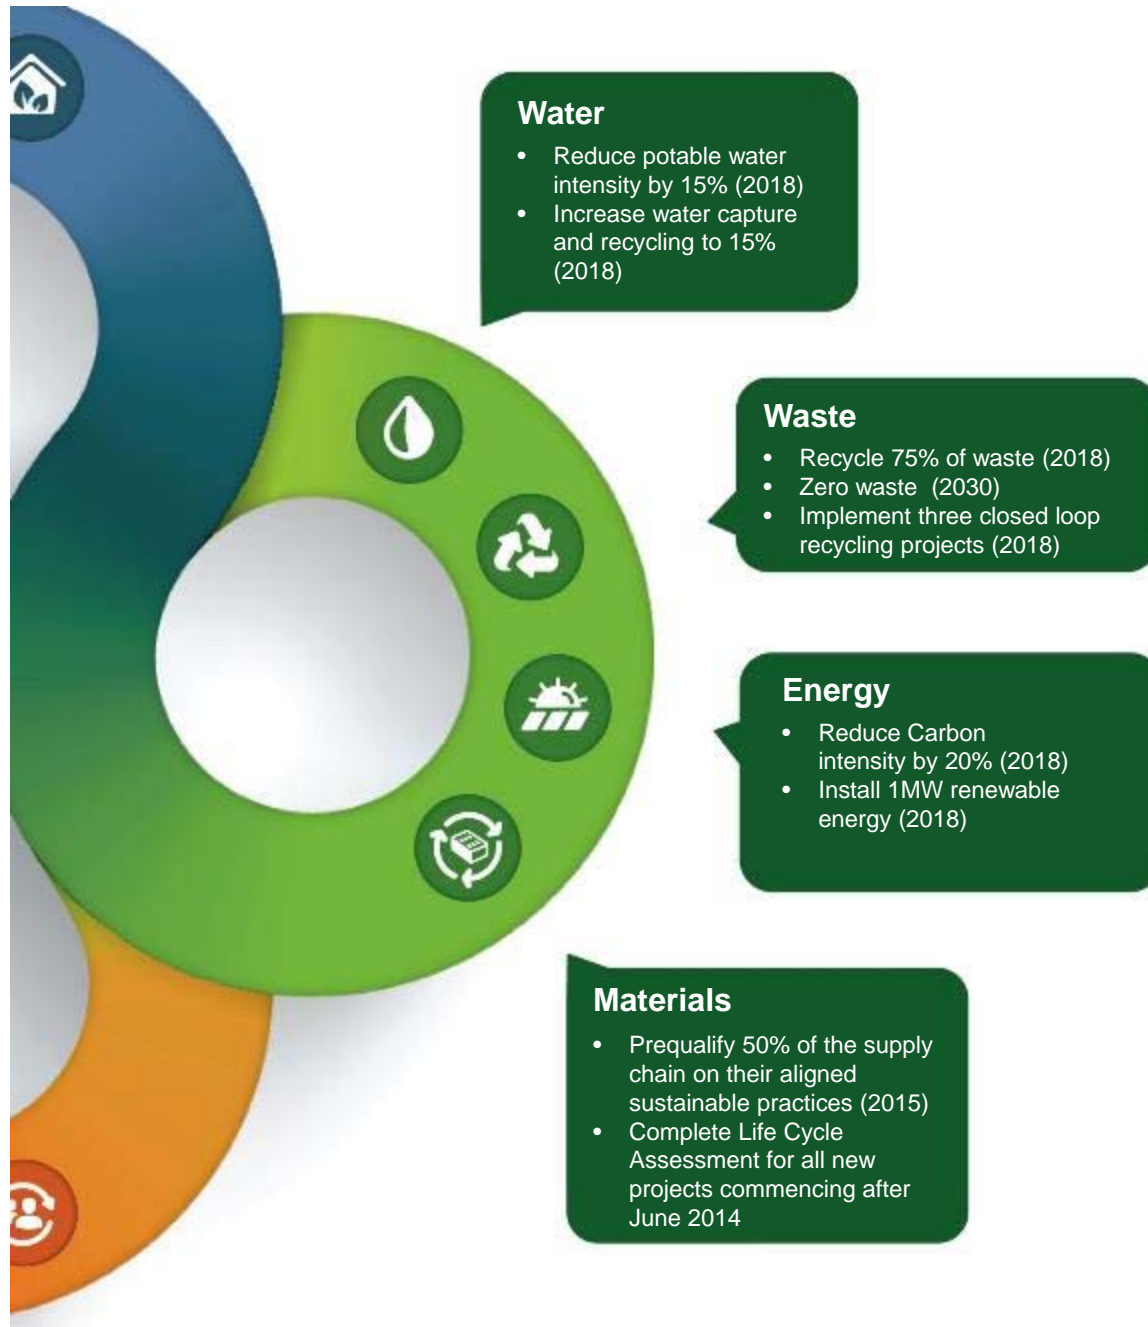 Water
• Reduce potable water
intensity by 15% (2018)
• Increase water capture
and recycling to 15%
(2018)
Waste
• Recycle 75% of waste (2018)
• Zero waste (2030)
• Implement three closed loop
recycling projects (2018)
Energy
• Reduce Carbon
intensity by 20% (2018)
• Install 1MW renewable
energy (2018)
Materials
• Prequalify 50% of the supply
chain on their aligned
sustainable practices (2015)
• Complete Life Cycle
Assessment for all new
projects commencing after
June 2014